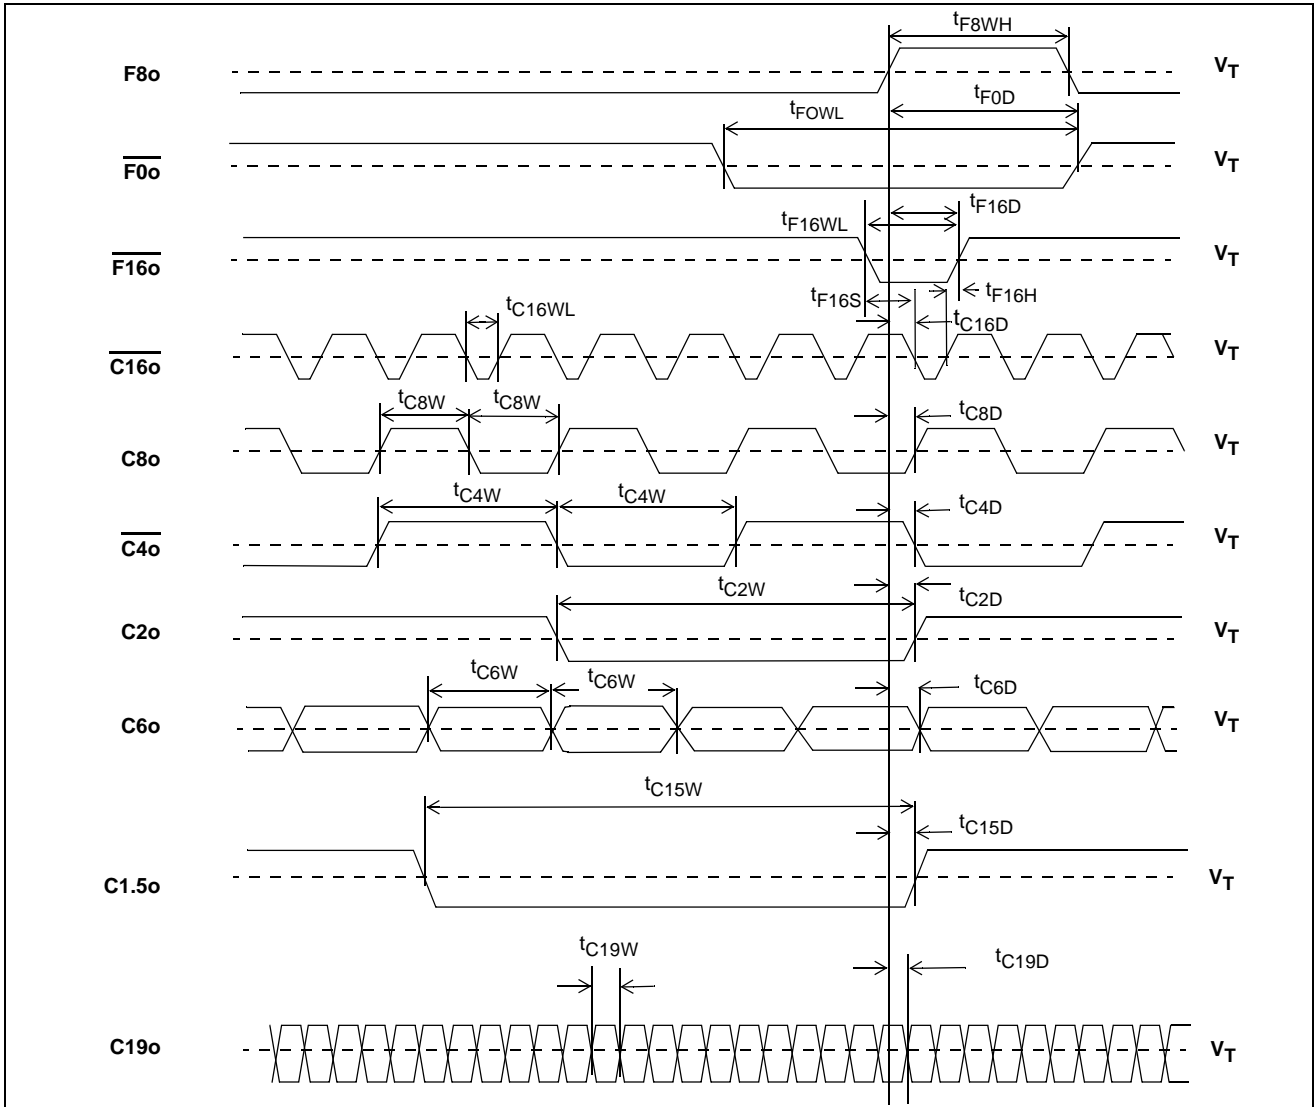 tF8WH
F8o VT
tF0D
tFOWL
F0o VT
tF16D
tF16WL
F16o VT
tF16S tF16H
tC16WL tC16D
C16o VT
tC8W tC8W tC8D
C8o VT
tC4W tC4W tC4D
C4o VT
tC2W tC2D
C2o VT
tC6W tC6W tC6D
C6o VT
tC15W
tC15D
C1.5o VT
tC19W tC19D
C19o VT